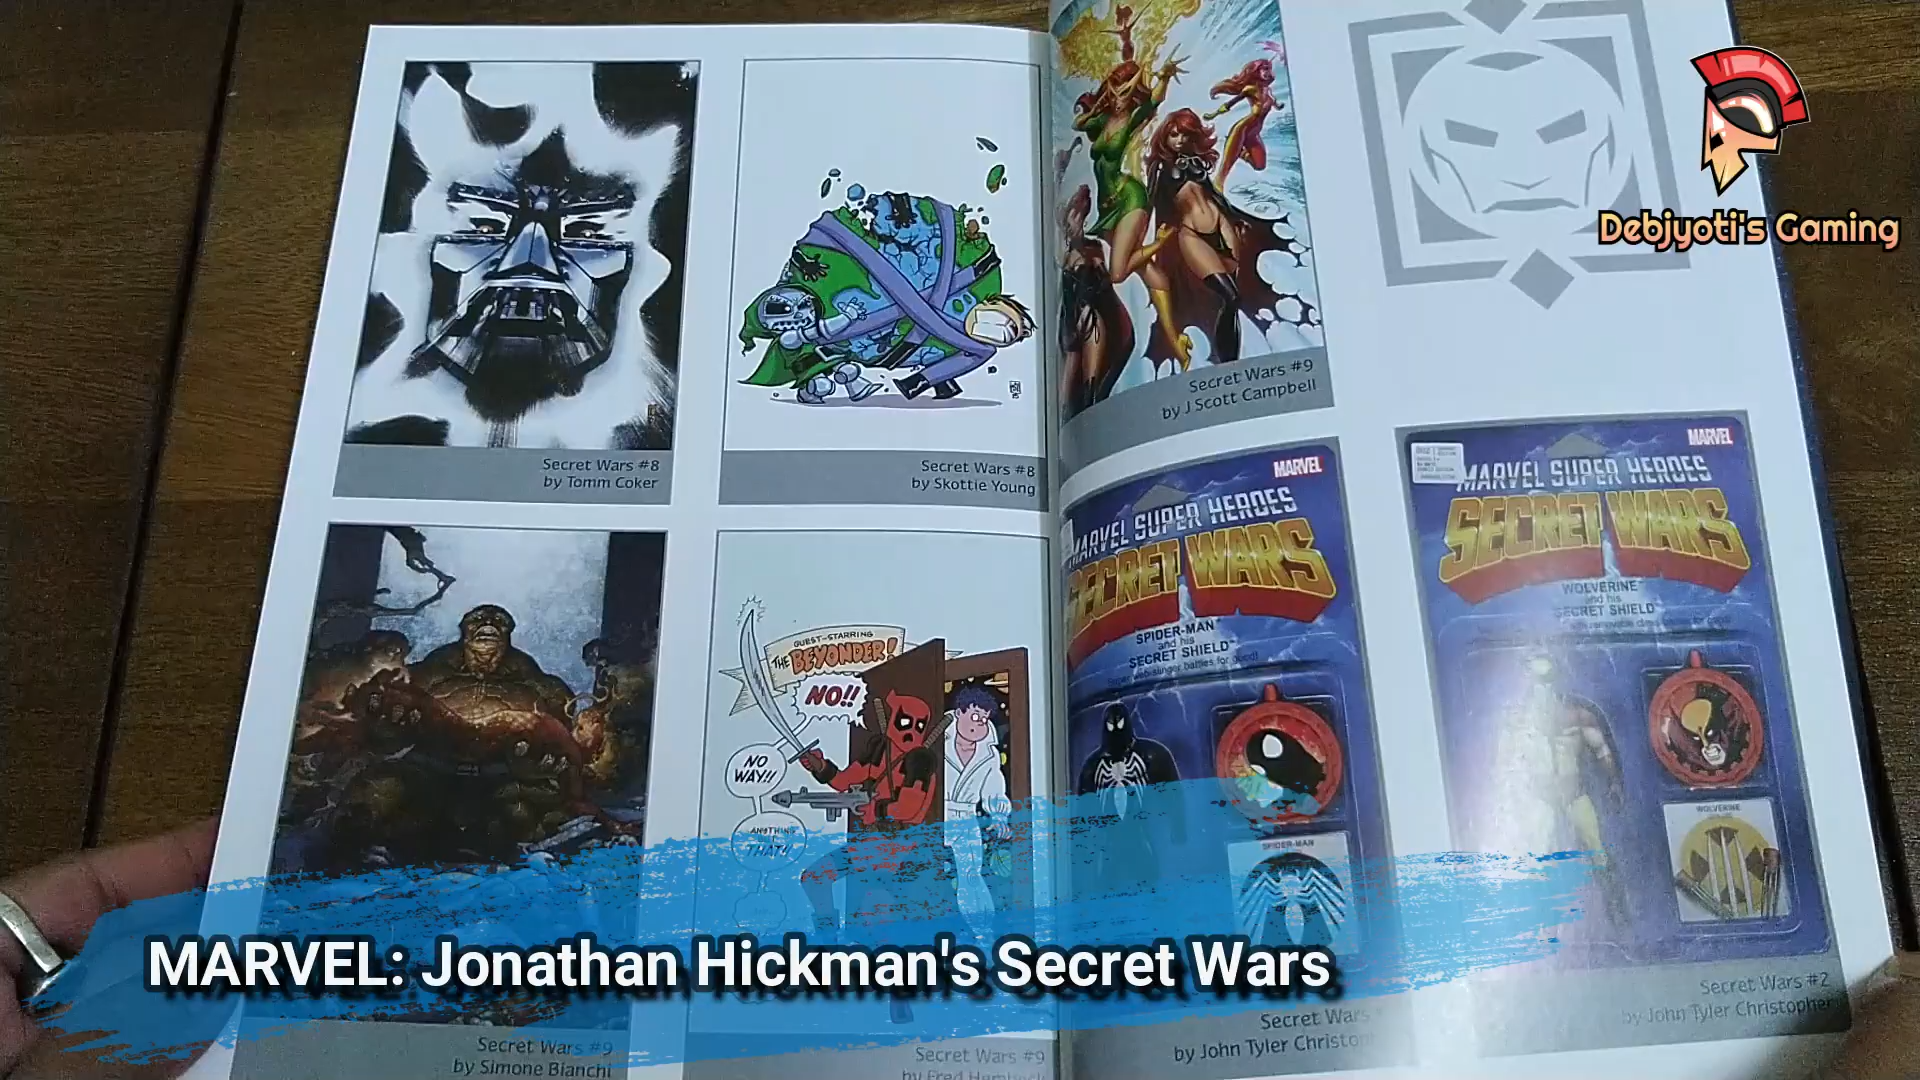 Debjyoti's Gaming
Secret Wars #8
by Tomm Coker
Secret Wars #8
by Skottie Young
Secret Wars #9
by J Scott Campbell
GUEST-STARRING
THE BEYONDER!
NO!!
NO
WAY!!
ANYTHING
THAT!!
Secret Wars #9
by Simone Bianchi
Secret Wars #9
by Fred
MARVEL
MARVEL SUPER HEROES
SECRET WARS
SPIDER-MAN
and his
SECRET SHIELD
SPIDER-MAN
Secret Wars
by John Tyler
MARVEL
MARVEL SUPER HEROES
SECRET WARS
WOLVERINE
and his
SECRET SHIELD
WOLVERINE
Secret Wars #2
by John Tyler Christopher
MARVEL: Jonathan Hickman's Secret Wars